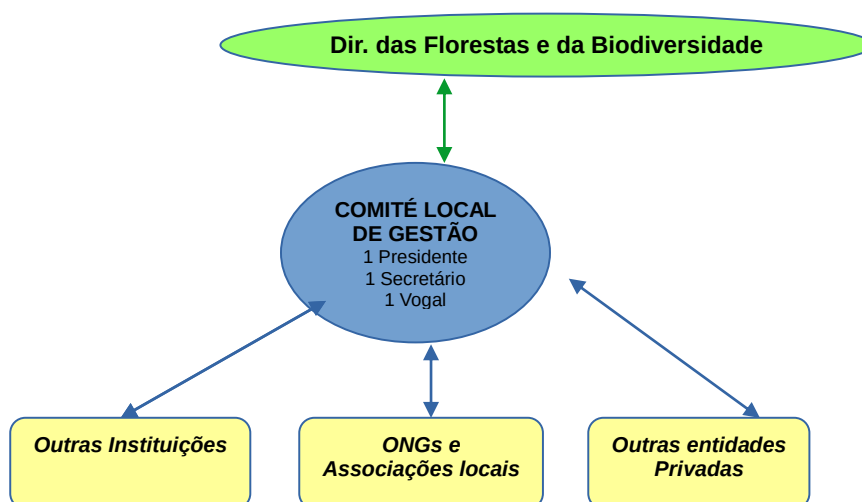 Dir. das Florestas e da Biodiversidade
COMITÉ LOCAL
DE GESTÃO
1 Presidente
1 Secretário
1 Vogal
Outras Instituições
ONGs e
Associações locais
Outras entidades
Privadas